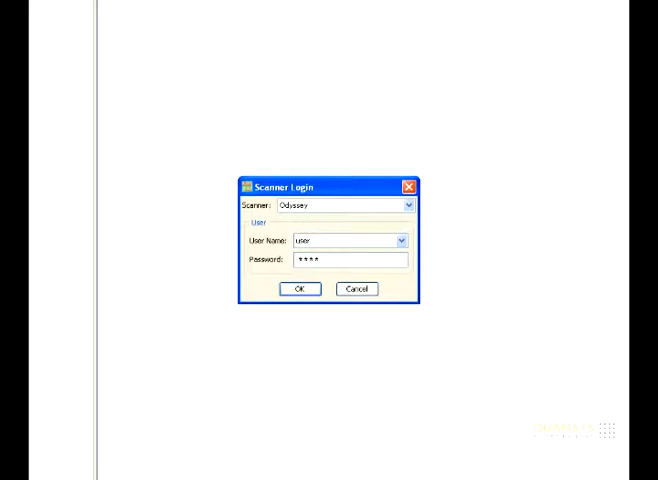 Scanner Login
Scanner: Odyssey
User
User Name: user
Password: ****
OK Cancel